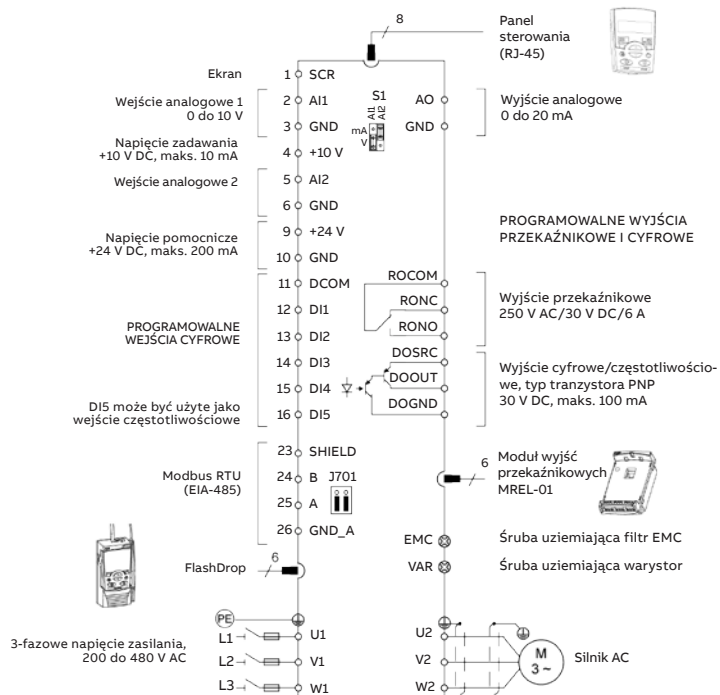 8
Panel
sterowania
(RJ-45)
Ekran
1 SCR
Wejście analogowe 1
0 do 10 V
2 AI1
3 GND
Napięcie zadawania
+10 V DC, maks. 10 mA
4 +10 V
Wejście analogowe 2
5 AI2
6 GND
Napięcie pomocnicze
+24 V DC, maks. 200 mA
9 +24 V
10 GND
11 DCOM
12 DI1
PROGRAMOWALNE
WEJŚCIA CYFROWE
13 DI2
14 DI3
15 DI4
DI5 może być użyte jako
wejście częstotliwościowe
16 DI5
Modbus RTU
(EIA-485)
23 SHIELD
24 B
J701
25 A
26 GND_A
FlashDrop
6
PE
3-fazowe napięcie zasilania,
200 do 480 V AC
L1 U1
L2 V1
L3 W1
S1
AI1
AI2
mA
V
AO
GND
Wyjście analogowe
0 do 20 mA
PROGRAMOWALNE WYJŚCIA
PRZEKAŹNIKOWE I CYFROWE
ROCOM
RONC
RONO
Wyjście przekaźnikowe
250 V AC/30 V DC/6 A
DOSRC
DOOUT
DOGND
Wyjście cyfrowe/częstotliwościo-
we, typ tranzystora PNP
30 V DC, maks. 100 mA
6
Moduł wyjść
przekaźnikowych
MREL-01
EMC
Śruba uziemiająca filtr EMC
VAR
Śruba uziemiająca warystor
U2
V2
W2
M
3 ~
Silnik AC